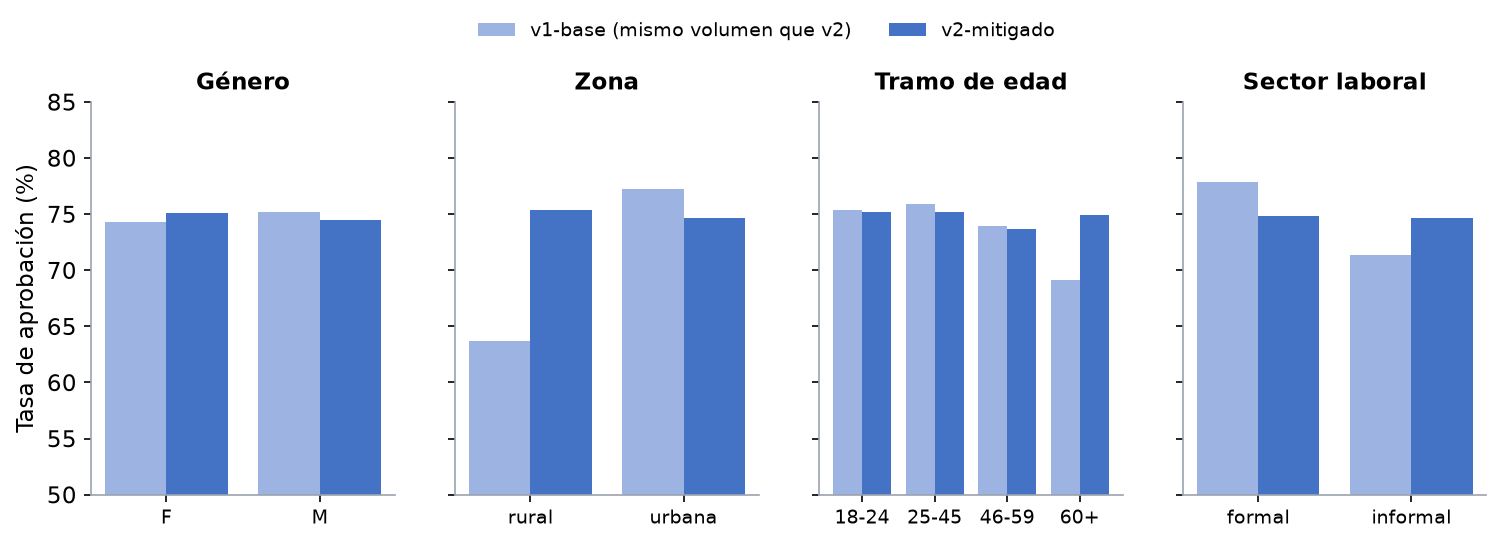 v1-base (mismo volumen que v2) v2-mitigado
Género Zona Tramo de edad Sector laboral
Tasa de aprobación (%)
85
80
75
70
65
60
55
50
F M rural urbana 18-24 25-45 46-59 60+ formal informal